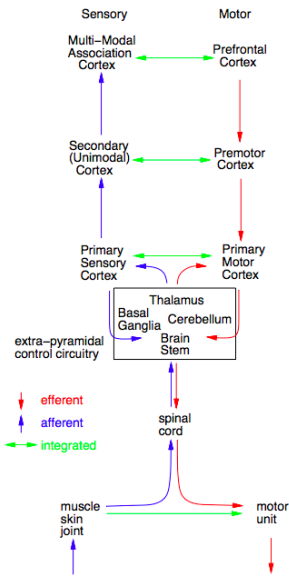 Sensory Motor
Multi-Modal
Association
Cortex
Prefrontal
Cortex
Secondary
(Unimodal)
Cortex
Premotor
Cortex
Primary
Sensory
Cortex
Primary
Motor
Cortex
Thalamus
Basal
Ganglia
Cerebellum
Brain
Stem
extra-pyramidal
control circuitry
efferent
afferent
integrated
spinal
cord
muscle
skin
joint
motor
unit